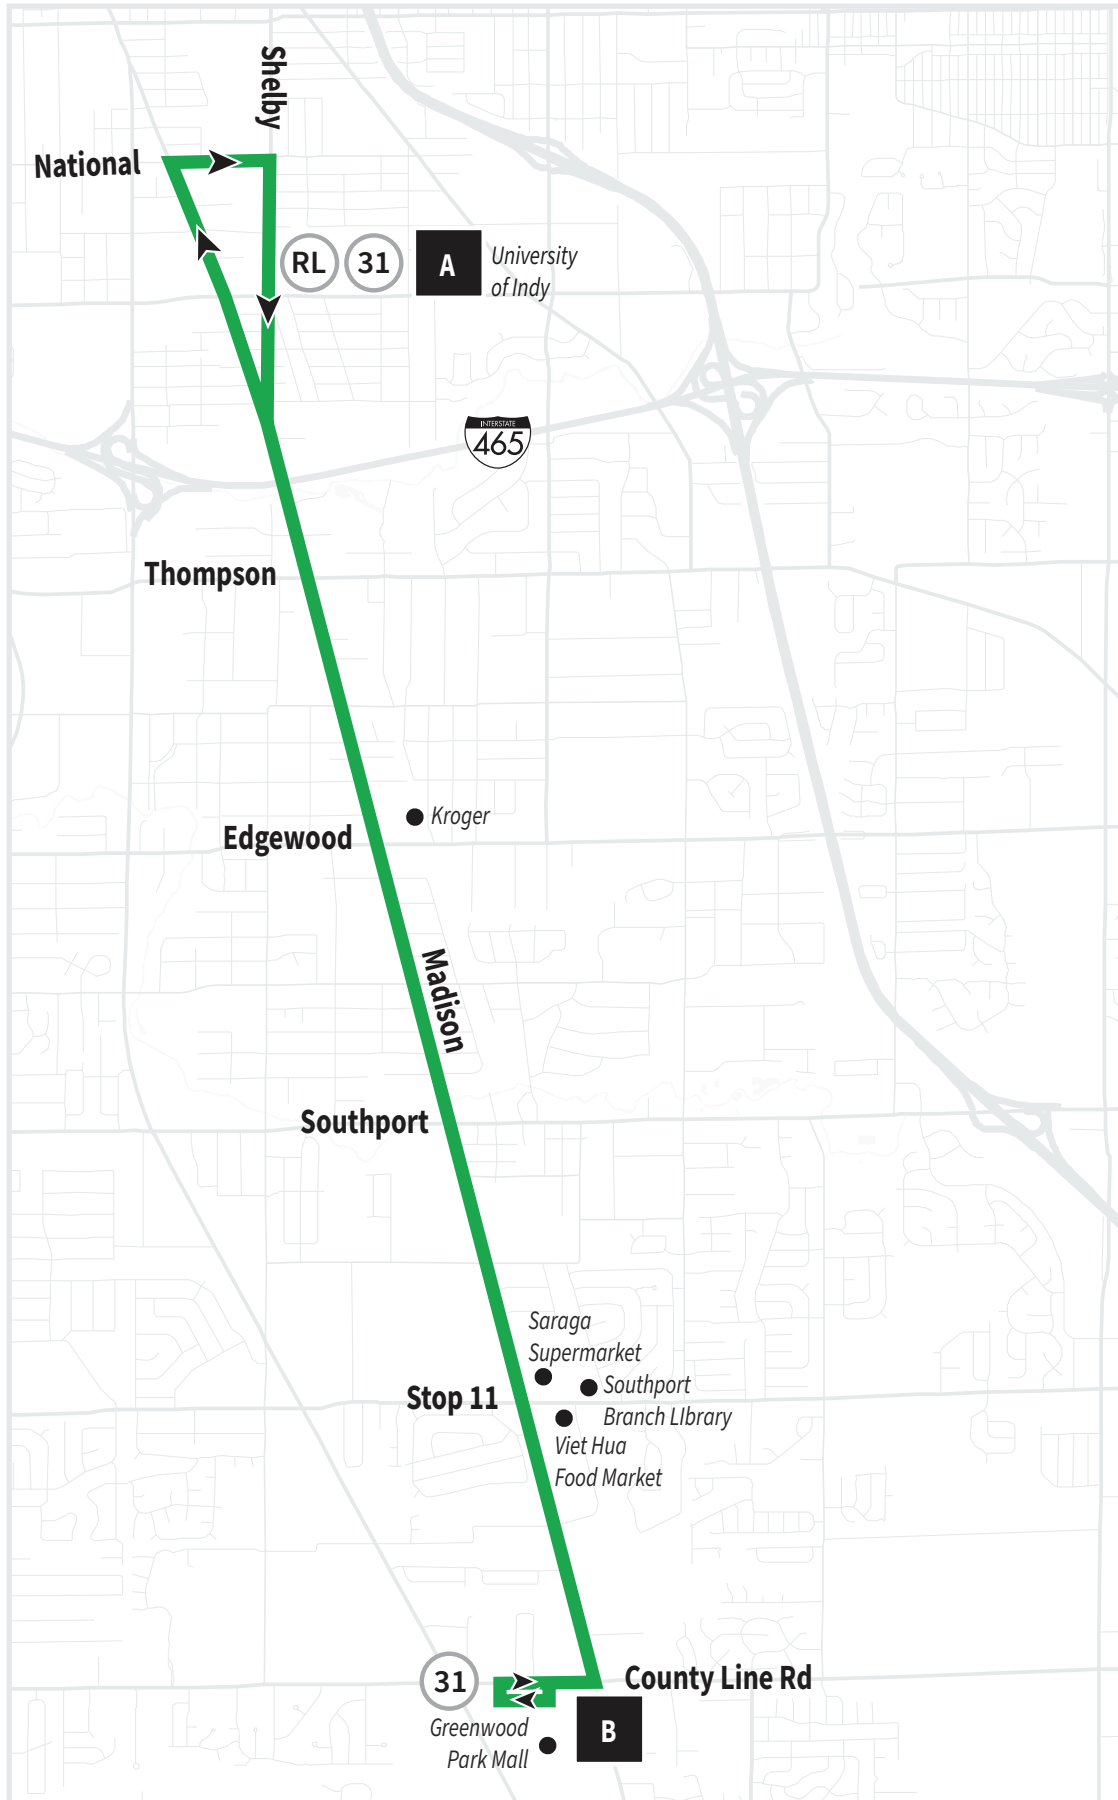 Shelby
National
RL
31
A
University
of Indy
INTERSTATE
465
Thompson
Kroger
Edgewood
Madison
Southport
Saraga
Supermarket
Southport
Branch LIbrary
Stop 11
Viet Hua
Food Market
31
County Line Rd
B
Greenwood
Park Mall